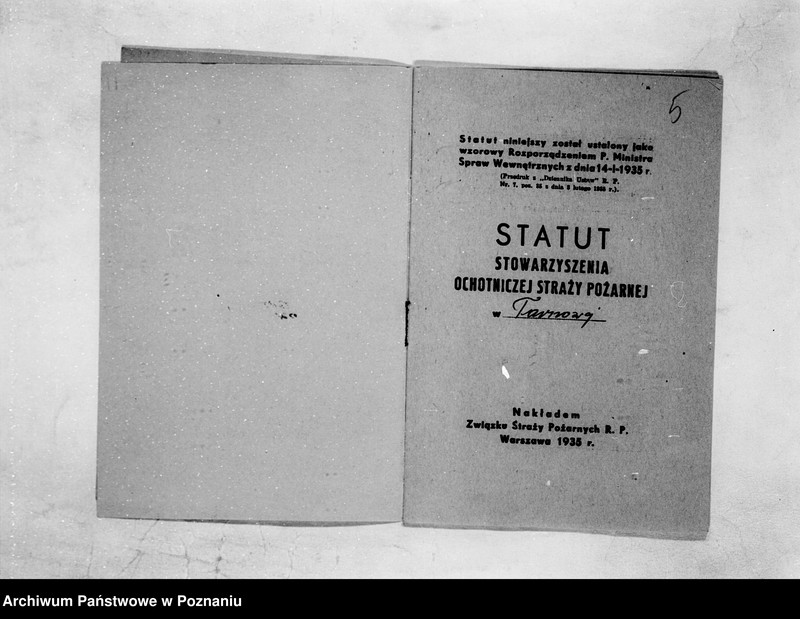 5
Statut niniejszy został ustalony jako
wzorowy Rozporządzeniem P. Ministra
Spraw Wewnętrznych z dnia 14-I-1935 r.
(Przedruk z „Dziennika Ustaw" R. P.
Nr. 7, poz. 36 z dnia 5 lutego 1935 r.).
STATUT
STOWARZYSZENIA
OCHOTNICZEJ STRAŻY POŻARNEJ
w Tarnowej
Nakładem
Związku Straży Pożarnych R. P.
Warszawa 1935 r.
Archiwum Państwowe w Poznaniu